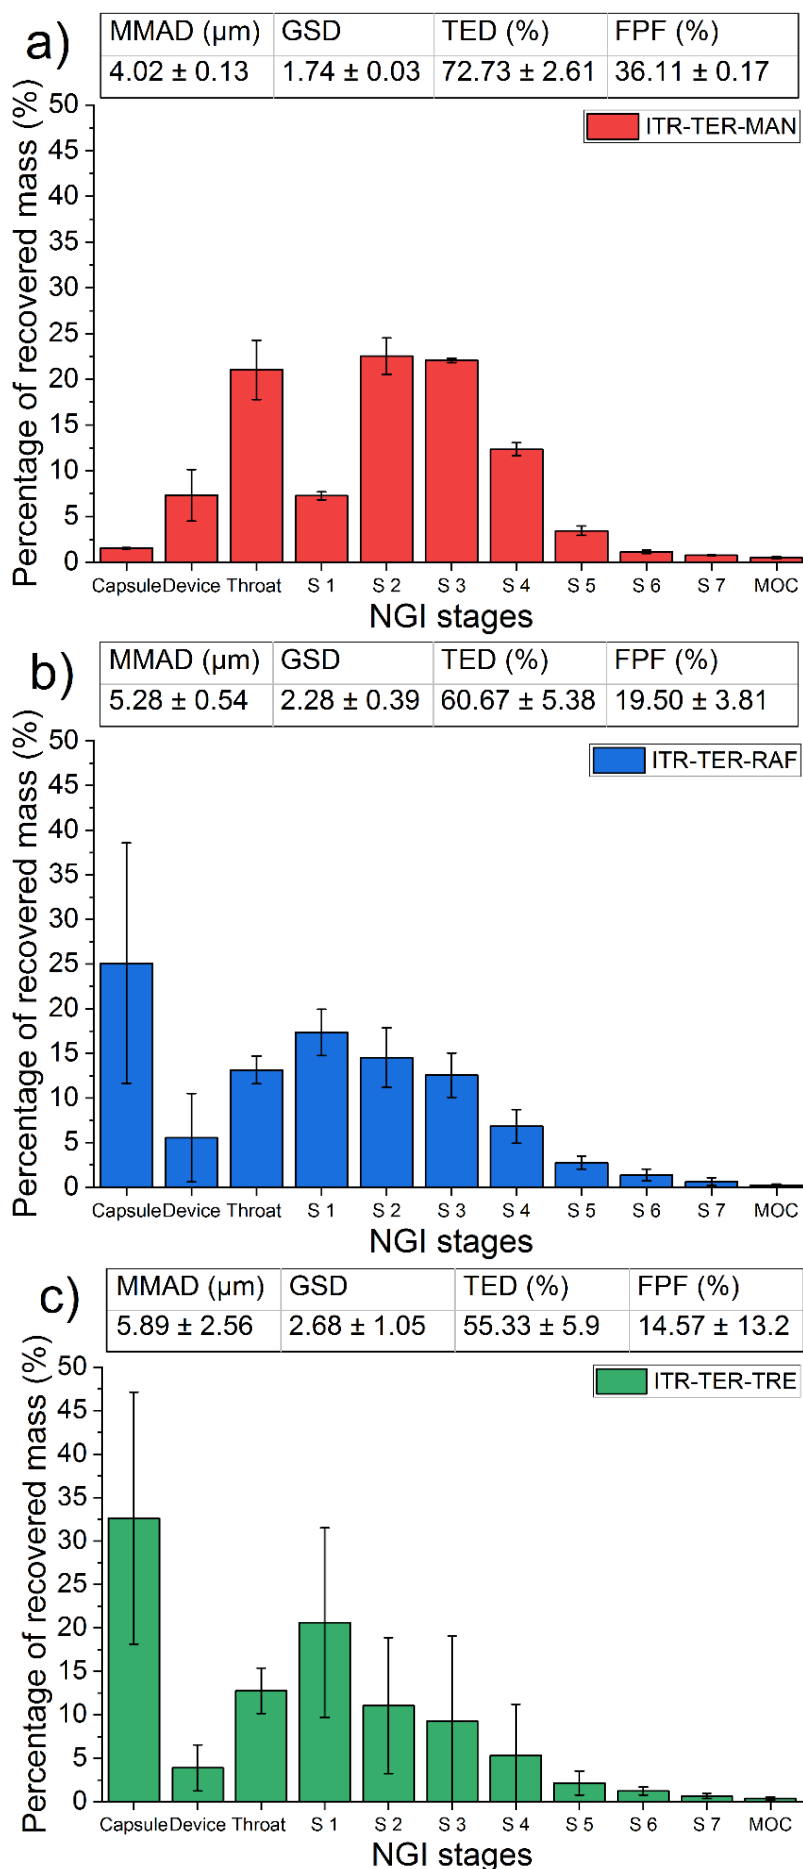 a)
MMAD (µm) GSD TED (%) FPF (%)
4.02 ± 0.13 1.74 ± 0.03 72.73 ± 2.61 36.11 ± 0.17
ITR-TER-MAN
Percentage of recovered mass (%)
50
45
40
35
30
25
20
15
10
5
0
Capsule Device Throat S 1 S 2 S 3 S 4 S 5 S 6 S 7 MOC
NGI stages
b)
MMAD (µm) GSD TED (%) FPF (%)
5.28 ± 0.54 2.28 ± 0.39 60.67 ± 5.38 19.50 ± 3.81
ITR-TER-RAF
Percentage of recovered mass (%)
50
45
40
35
30
25
20
15
10
5
0
Capsule Device Throat S 1 S 2 S 3 S 4 S 5 S 6 S 7 MOC
NGI stages
c)
MMAD (µm) GSD TED (%) FPF (%)
5.89 ± 2.56 2.68 ± 1.05 55.33 ± 5.9 14.57 ± 13.2
ITR-TER-TRE
Percentage of recovered mass (%)
50
45
40
35
30
25
20
15
10
5
0
Capsule Device Throat S 1 S 2 S 3 S 4 S 5 S 6 S 7 MOC
NGI stages